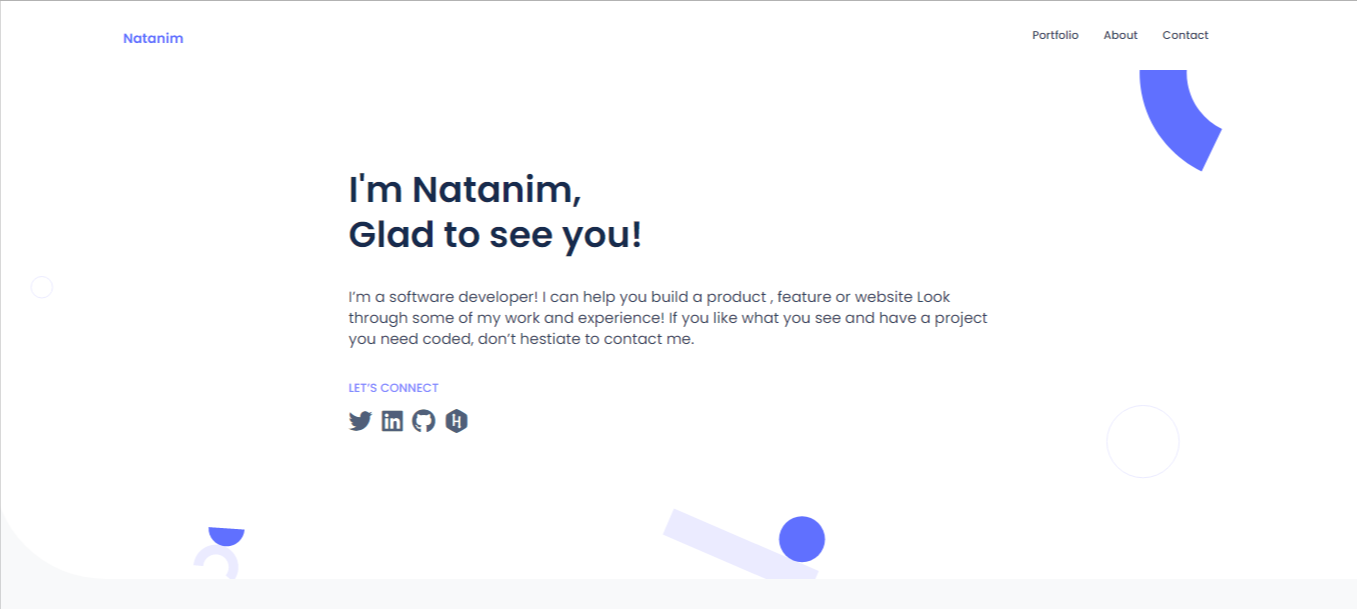 Natanim
Portfolio About Contact
I'm Natanim,
Glad to see you!
I’m a software developer! I can help you build a product , feature or website Look
through some of my work and experience! If you like what you see and have a project
you need coded, don’t hestiate to contact me.
LET’S CONNECT
in
H